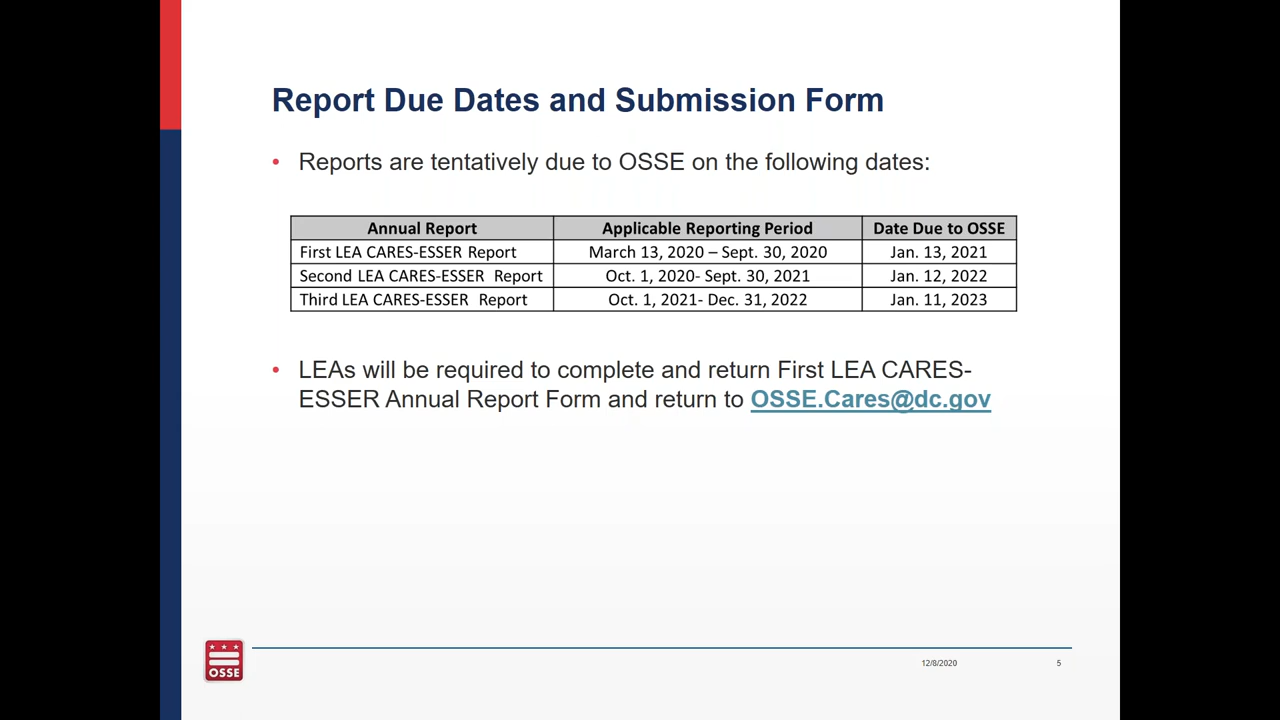 Report Due Dates and Submission Form
• Reports are tentatively due to OSSE on the following dates:
Annual Report Applicable Reporting Period Date Due to OSSE
First LEA CARES-ESSER Report March 13, 2020 – Sept. 30, 2020 Jan. 13, 2021
Second LEA CARES-ESSER Report Oct. 1, 2020- Sept. 30, 2021 Jan. 12, 2022
Third LEA CARES-ESSER Report Oct. 1, 2021- Dec. 31, 2022 Jan. 11, 2023
• LEAs will be required to complete and return First LEA CARES-
ESSER Annual Report Form and return to OSSE.Cares@dc.gov
OSSE
12/8/2020 5